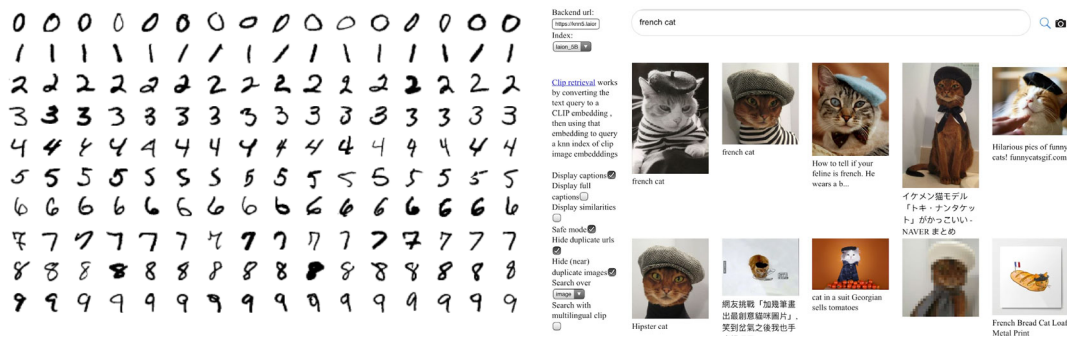 0 0 0 0 0 0 0 0 0 0 0 0 0 0 0 0
1 1 1 1 1 1 1 1 1 1 1 1 1 1 1 1
2 2 2 2 2 2 2 2 2 2 2 2 2 2 2 2
3 3 3 3 3 3 3 3 3 3 3 3 3 3 3 3
4 4 4 4 4 4 4 4 4 4 4 4 4 4 4 4
5 5 5 5 5 5 5 5 5 5 5 5 5 5 5 5
6 6 6 6 6 6 6 6 6 6 6 6 6 6 6 6
7 7 7 7 7 7 7 7 7 7 7 7 7 7 7 7
8 8 8 8 8 8 8 8 8 8 8 8 8 8 8 8
9 9 9 9 9 9 9 9 9 9 9 9 9 9 9 9
Backend url:
https://knn5.laion
Index:
laion_5B
Clip retrieval works
by converting the
text query to a
CLIP embedding ,
then using that
embedding to query
a knn index of clip
image embedddings
Display captions
Display full
captions
Display similarities
Safe mode
Hide duplicate urls
Hide (near)
duplicate images
Search over
image
Search with
multilingual clip
french cat
french cat
french cat
How to tell if your
feline is french. He
wears a b...
イケメン猫モデル
「トキ・ナンタケッ
ト」がかっこいい -
NAVER まとめ
Hilarious pics of funny
cats! funnycatsgif.com
Hipster cat
網友挑戰「加幾筆畫
出最創意貓咪圖片」,
笑到岔氣之後我也手
cat in a suit Georgian
sells tomatoes
French Bread Cat Loaf
Metal Print